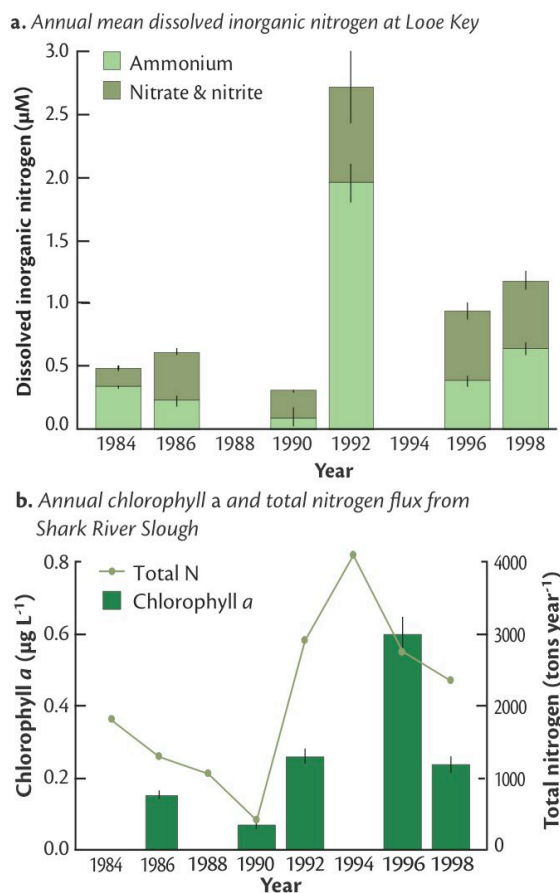 a. Annual mean dissolved inorganic nitrogen at Looe Key
3.0
Ammonium
Nitrate & nitrite
2.5
2.0
1.5
1.0
0.5
0.0
Dissolved inorganic nitrogen (μM)
1984 1986 1988 1990 1992 1994 1996 1998
Year
b. Annual chlorophyll a and total nitrogen flux from
Shark River Slough
0.8
0.6
0.4
0.2
0.0
Chlorophyll a (μg L-1)
Total N
Chlorophyll a
4000
3000
2000
1000
0
Total nitrogen (tons year-1)
1984 1986 1988 1990 1992 1994 1996 1998
Year